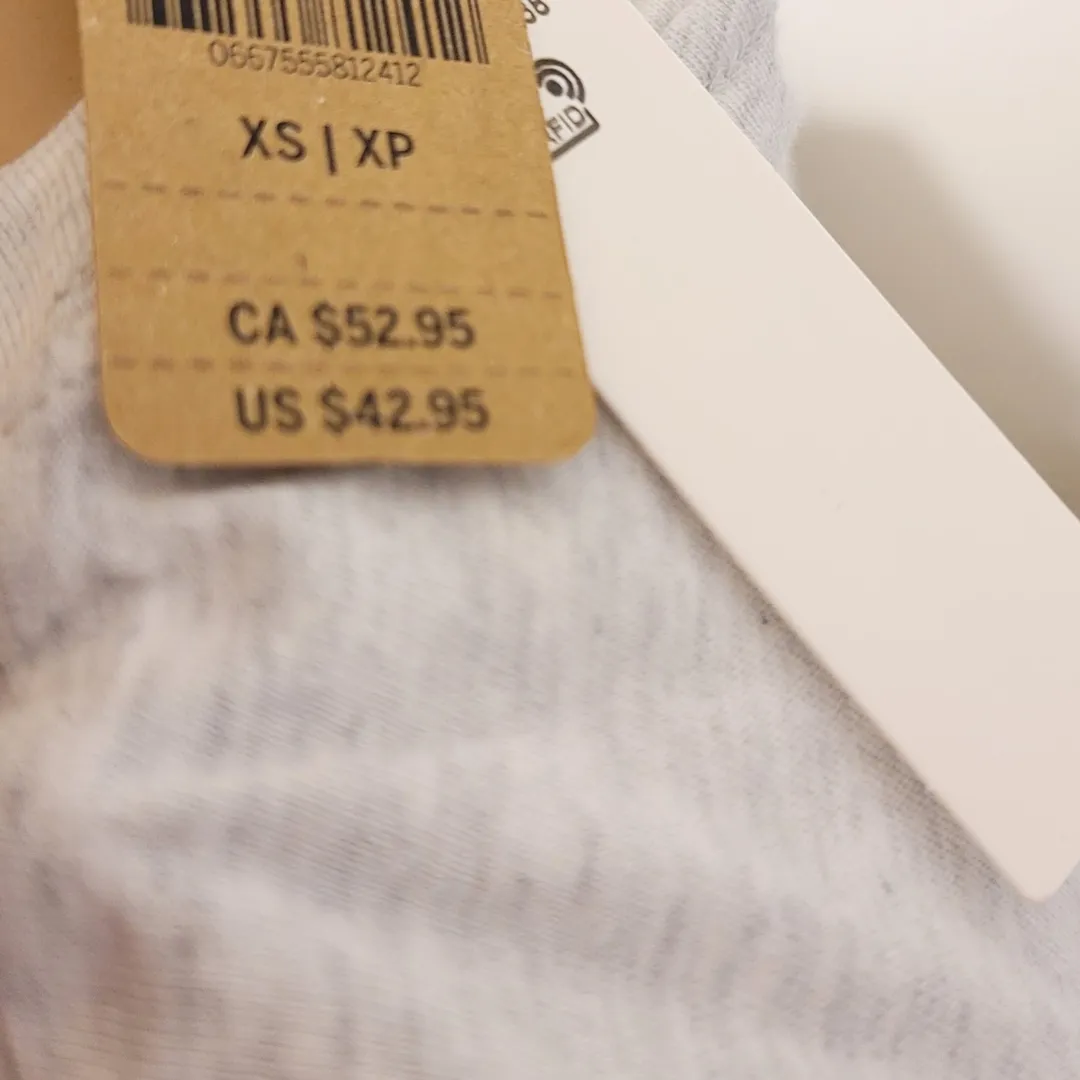 0667555812412
XS | XP
CA $52.95
US $42.95
RFID